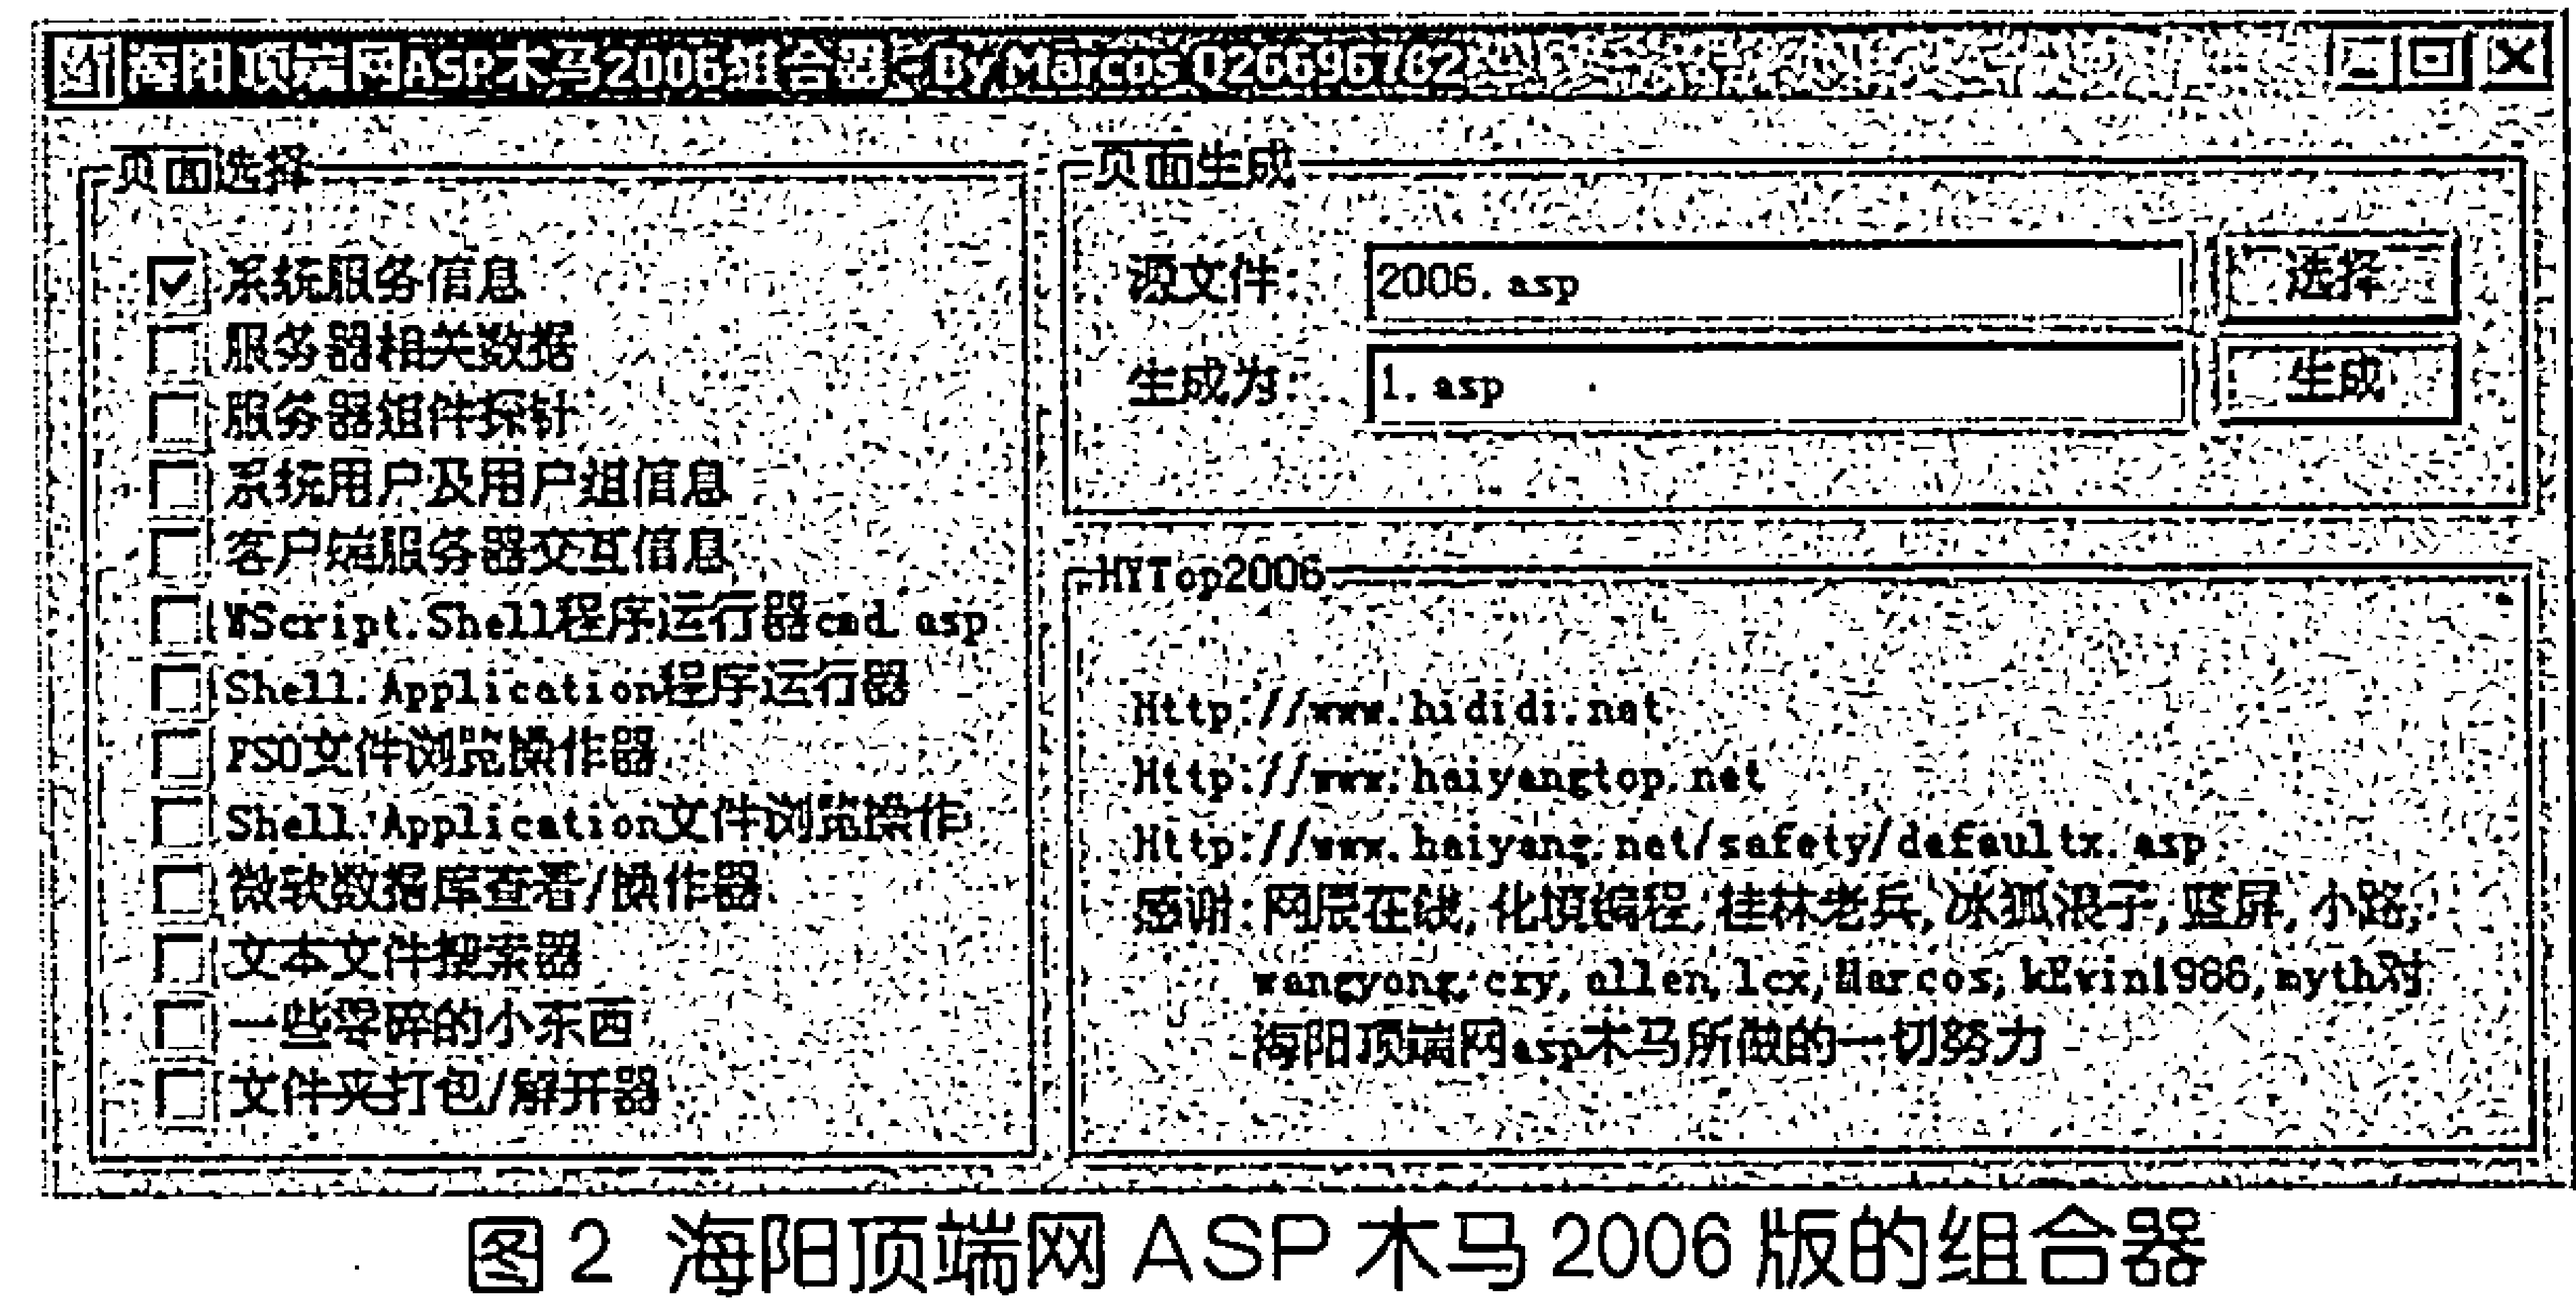 海阳顶端网ASP木马2006组合器-By Marcos Q26696782
页面选择
系统服务信息
服务器相关数据
服务器组件探针
系统用户及用户组信息
客户端服务器交互信息
WScript.Shell程序运行器cmd.asp
Shell.Application程序运行器
FSO文件浏览操作器
Shell.Application文件浏览操作
微软数据库查看/操作器
文本文件搜索器
一些零碎的小东西
文件夹打包/解开器
页面生成
源文件: 2006.asp 选择
生成为: 1.asp 生成
HYTop2006
Http://www.hididi.net
Http://www.haiyangtop.net
Http://www.haiyang.net/safety/defaultx.asp
感谢:网辰在线,化境编程,桂林老兵,冰狐浪子,蓝屏,小路,
wangyong,cry,allen,lcx,Marcos,kEvin1986,myth对
海阳顶端网asp木马所做的一切努力
图2 海阳顶端网ASP木马2006版的组合器